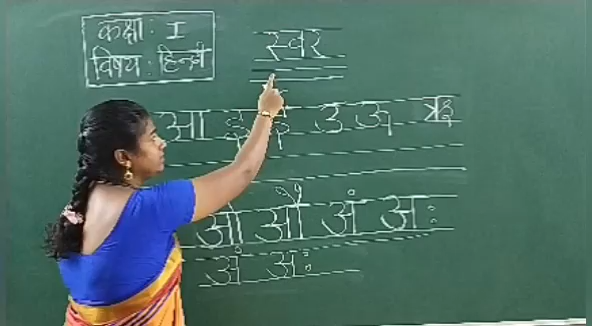 कक्षा : I
विषय : हिन्दी
स्वर
आ इ ई उ ऊ ऋ
ओ औ अं अः
अं अः